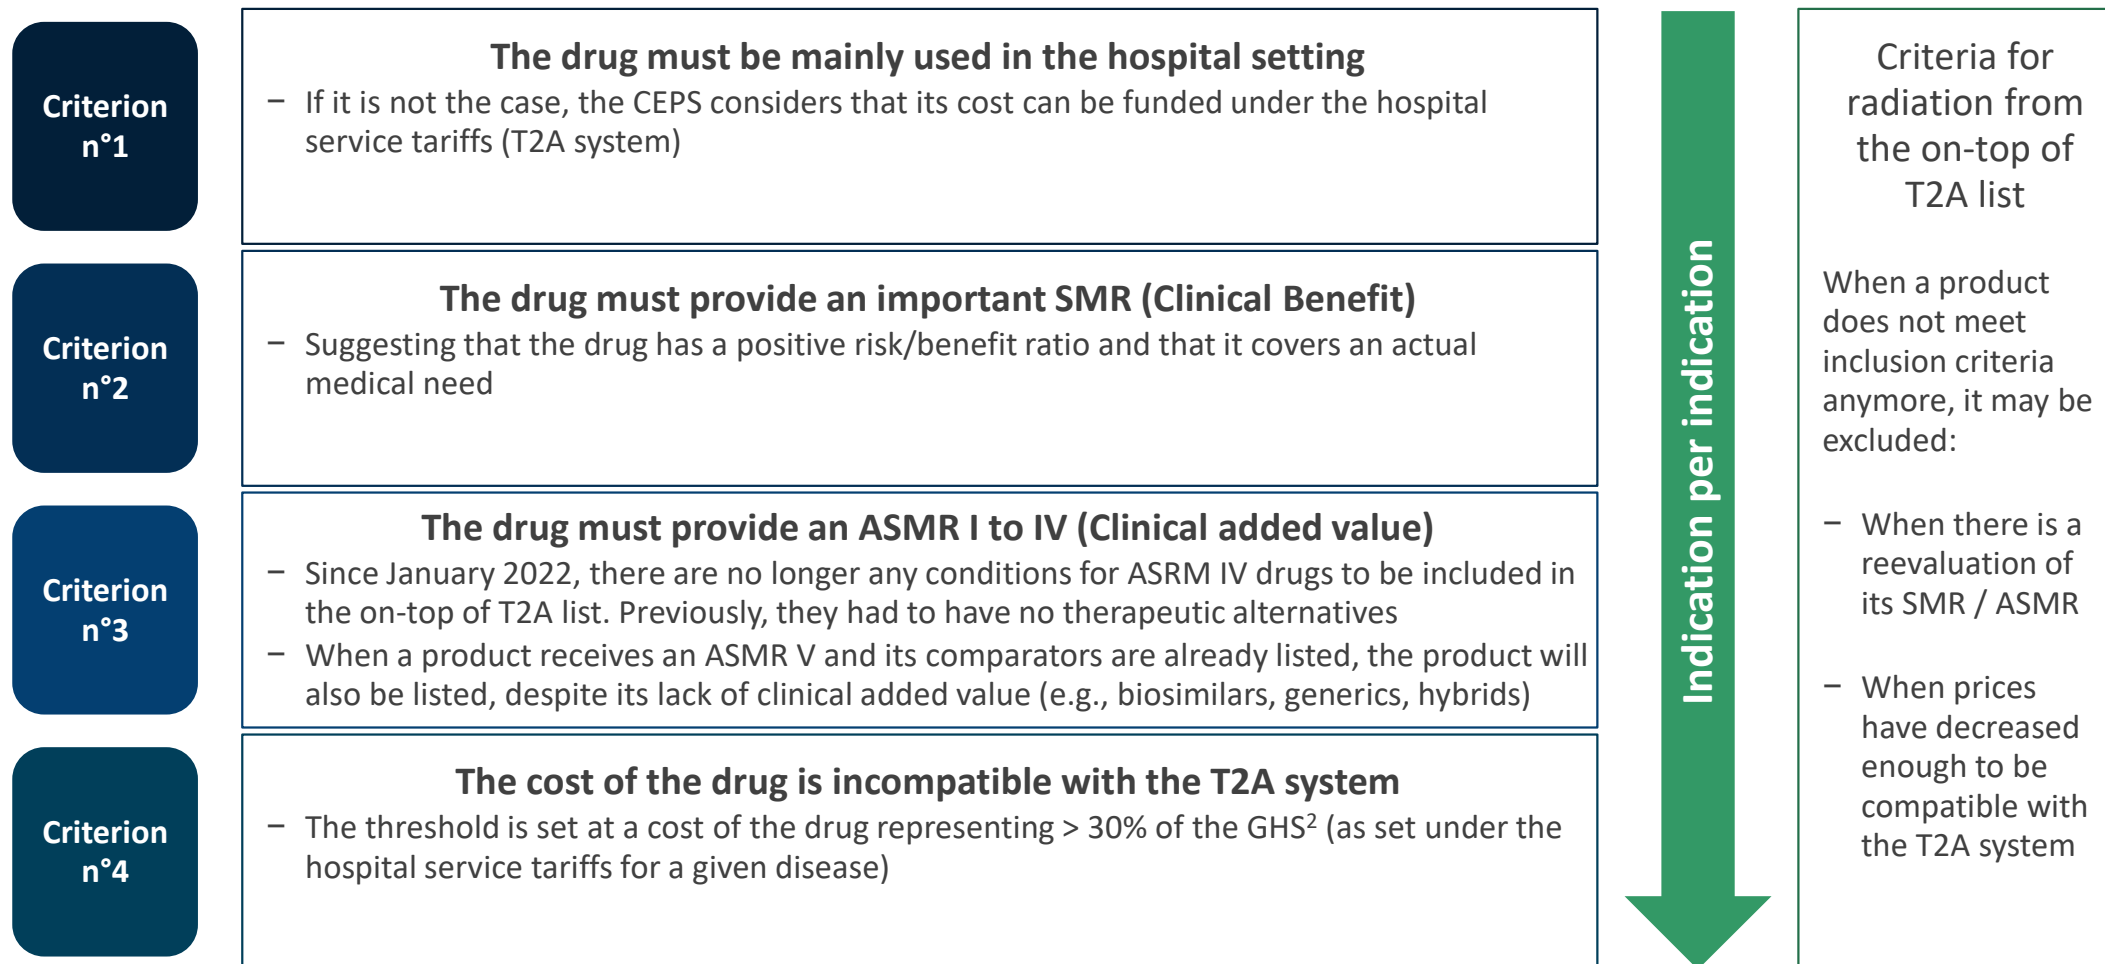 Criterion
n°1
The drug must be mainly used in the hospital setting
− If it is not the case, the CEPS considers that its cost can be funded under the hospital
service tariffs (T2A system)
Criterion
n°2
The drug must provide an important SMR (Clinical Benefit)
− Suggesting that the drug has a positive risk/benefit ratio and that it covers an actual
medical need
Criterion
n°3
The drug must provide an ASMR I to IV (Clinical added value)
− Since January 2022, there are no longer any conditions for ASRM IV drugs to be included in
the on-top of T2A list. Previously, they had to have no therapeutic alternatives
− When a product receives an ASMR V and its comparators are already listed, the product will
also be listed, despite its lack of clinical added value (e.g., biosimilars, generics, hybrids)
Criterion
n°4
The cost of the drug is incompatible with the T2A system
− The threshold is set at a cost of the drug representing > 30% of the GHS² (as set under the
hospital service tariffs for a given disease)
Indication per indication
Criteria for
radiation from
the on-top of
T2A list
When a product
does not meet
inclusion criteria
anymore, it may be
excluded:
− When there is a
reevaluation of
its SMR / ASMR
− When prices
have decreased
enough to be
compatible with
the T2A system